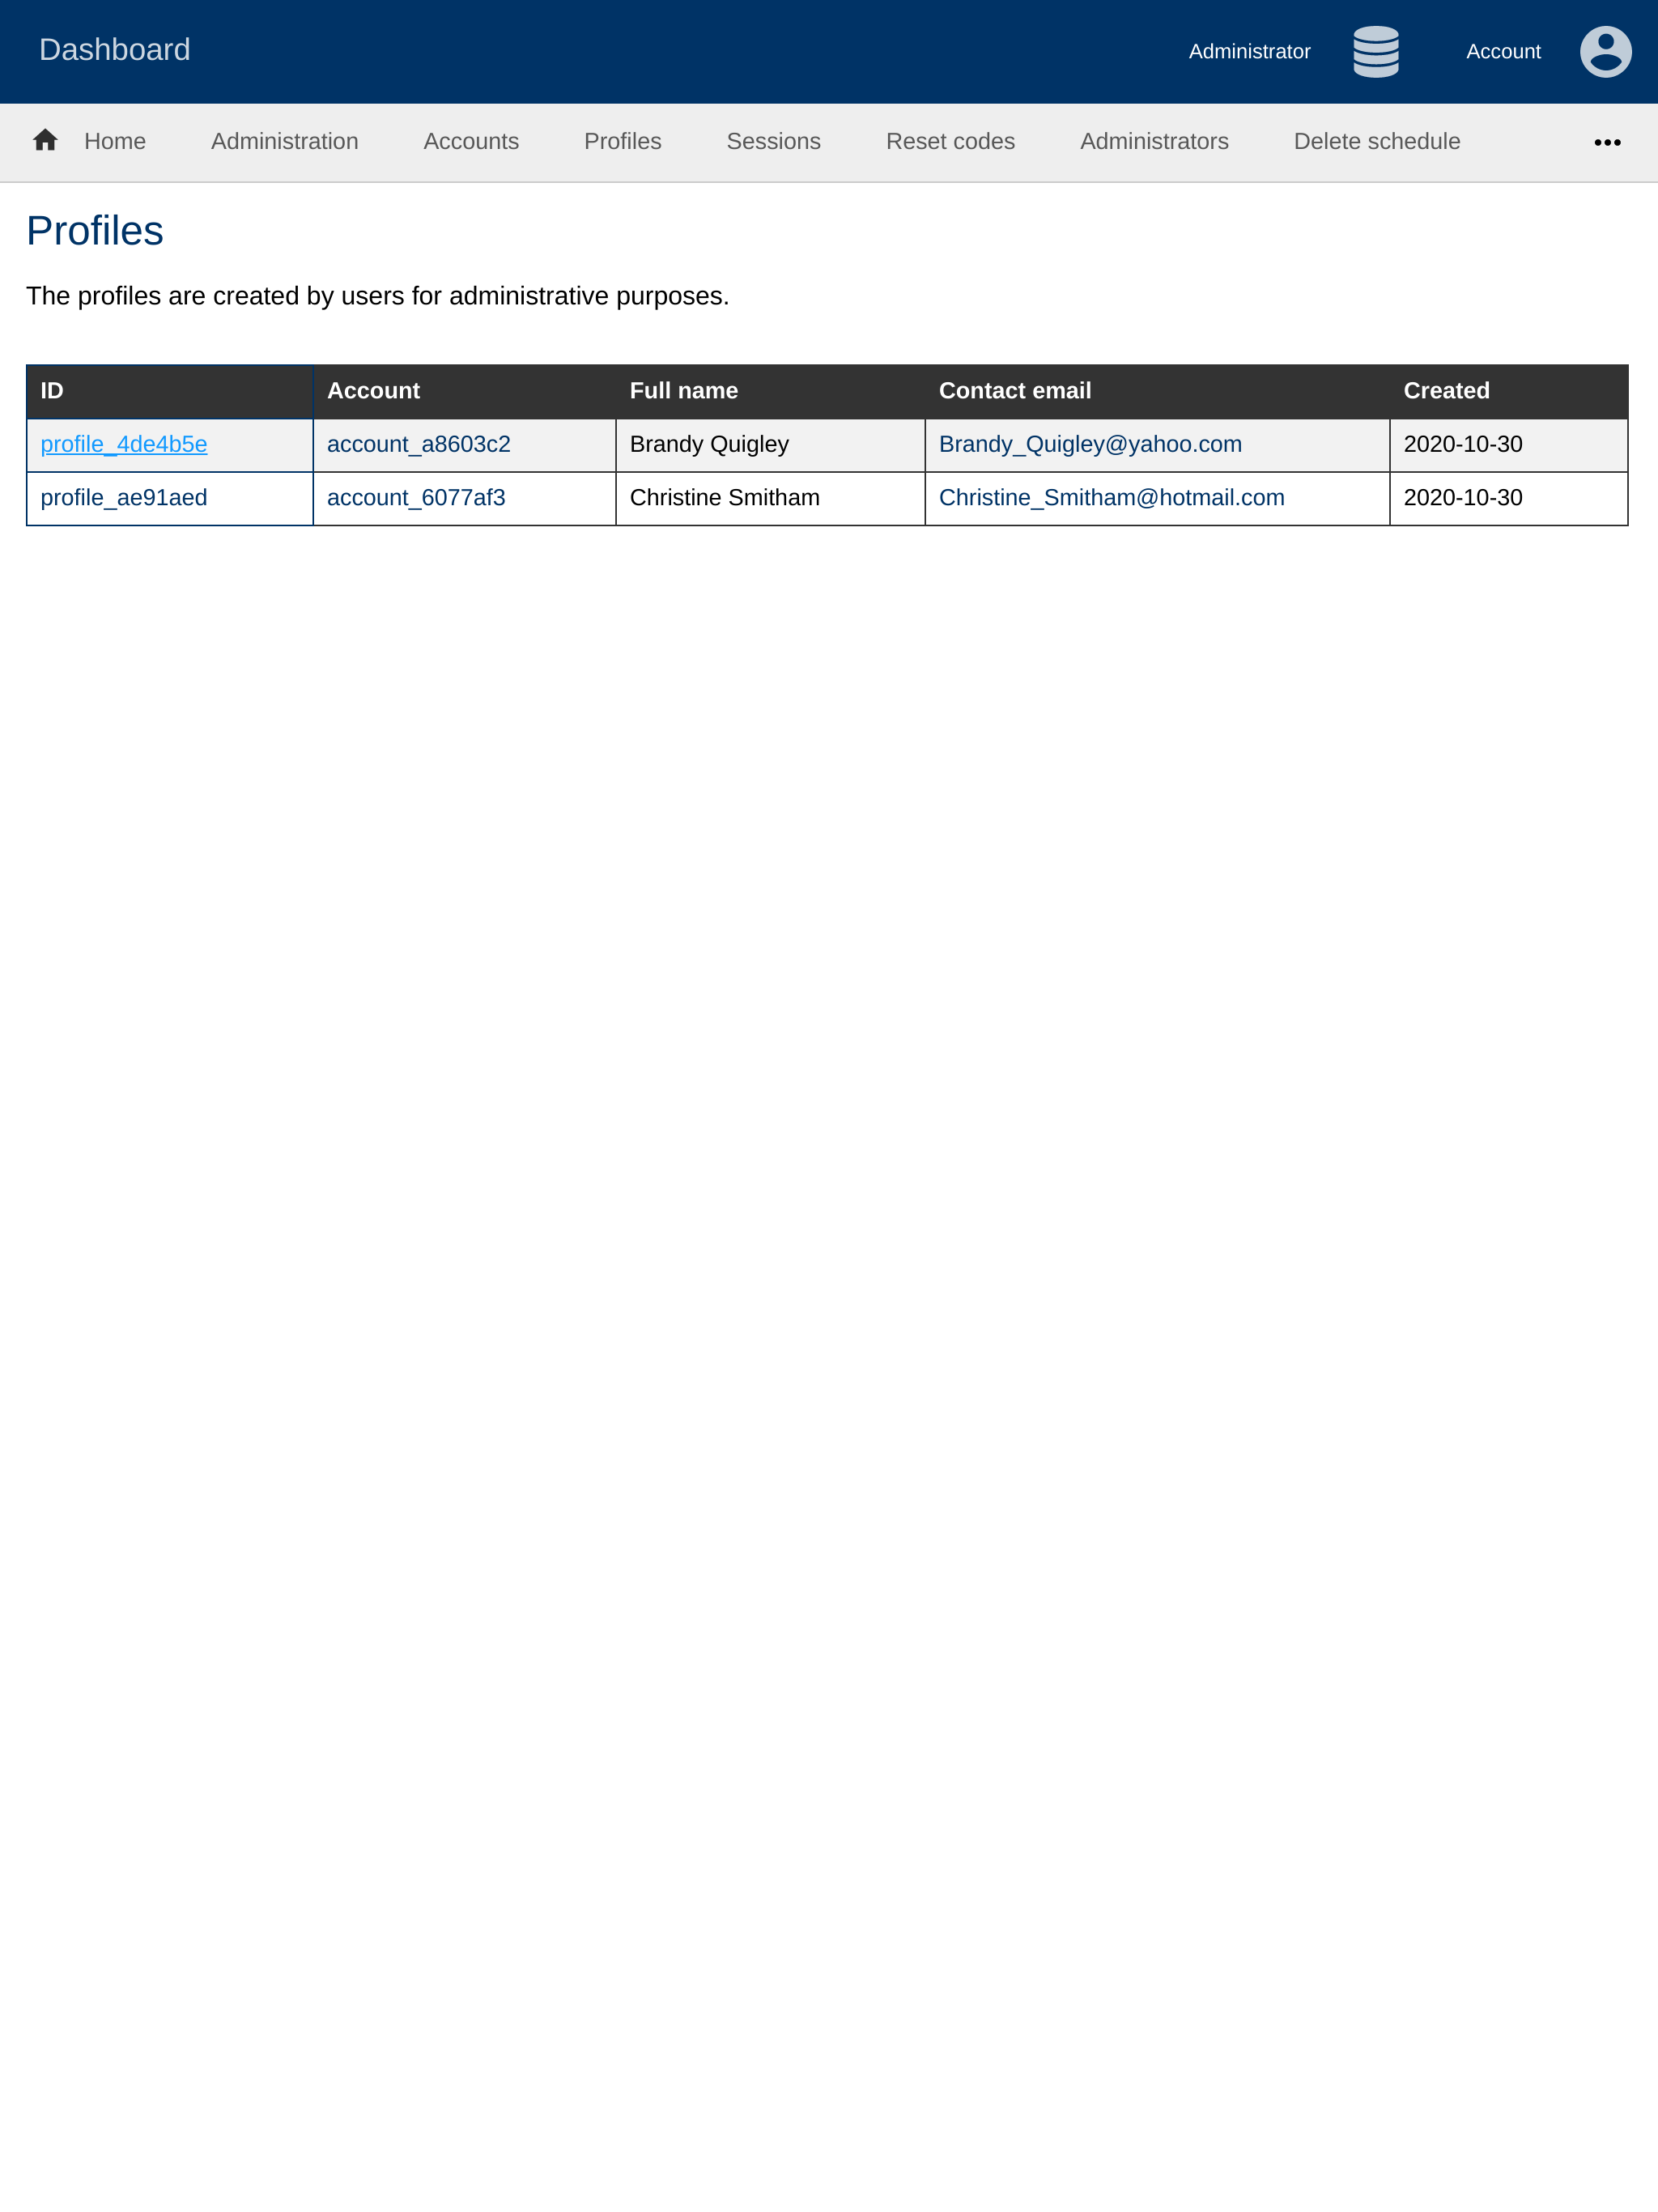 Dashboard Administrator Account
Home Administration Accounts Profiles Sessions Reset codes Administrators Delete schedule
Profiles
The profiles are created by users for administrative purposes.
ID Account Full name Contact email Created
profile_4de4b5e account_a8603c2 Brandy Quigley Brandy_Quigley@yahoo.com 2020-10-30
profile_ae91aed account_6077af3 Christine Smitham Christine_Smitham@hotmail.com 2020-10-30